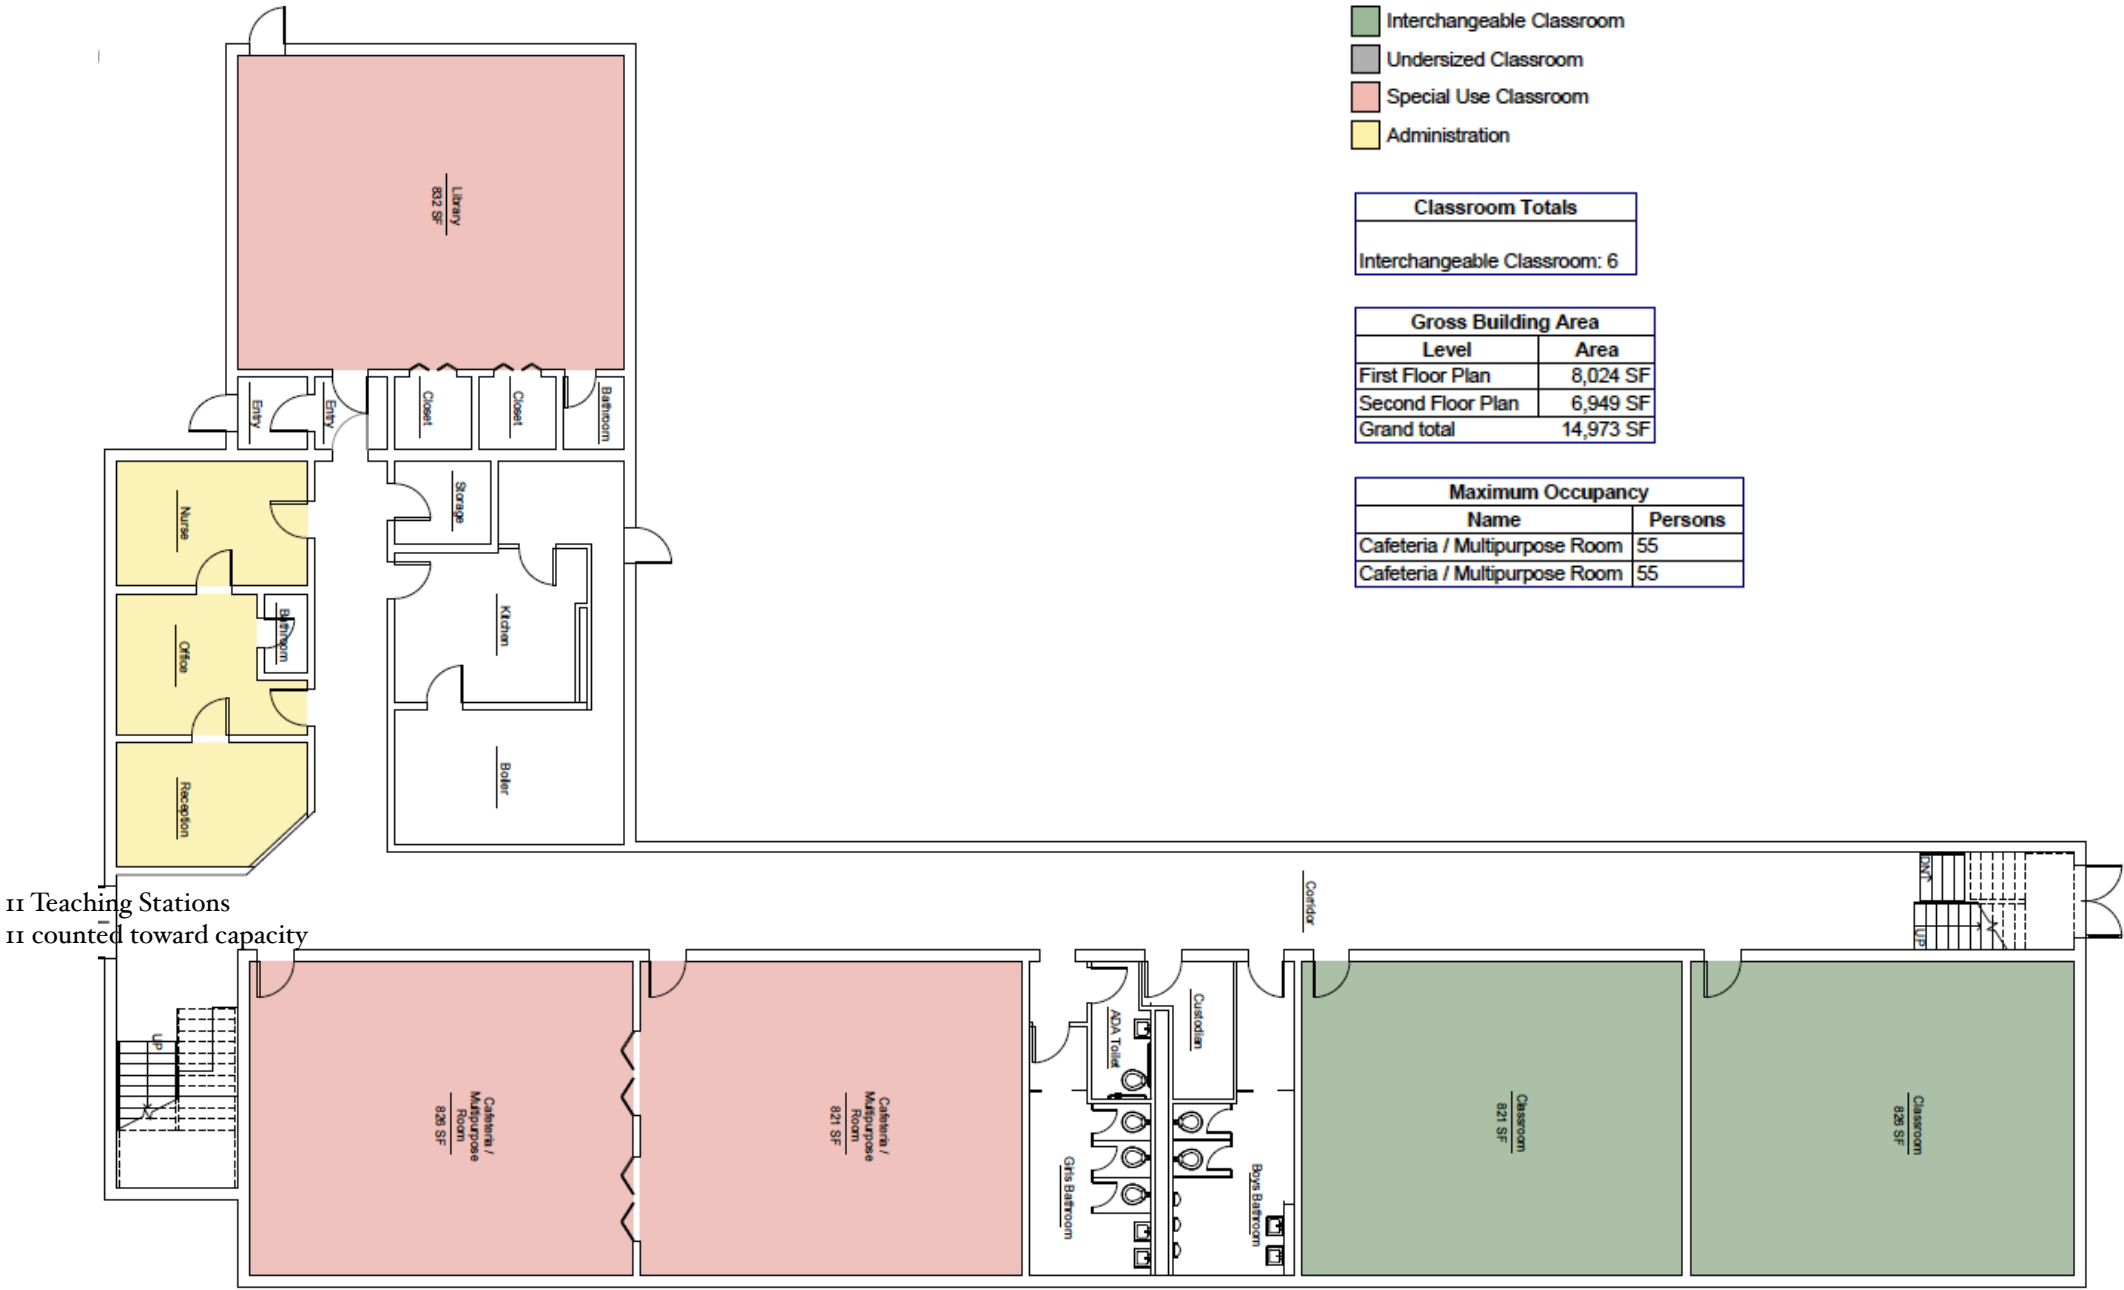 Interchangeable Classroom
Undersized Classroom
Special Use Classroom
Administration
Classroom Totals
Interchangeable Classroom: 6
Gross Building Area
Level Area
First Floor Plan 8,024 SF
Second Floor Plan 6,949 SF
Grand total 14,973 SF
Maximum Occupancy
Name Persons
Cafeteria / Multipurpose Room 55
Cafeteria / Multipurpose Room 55
Library
832 SF
Entry
Entry
Closet
Closet
Bathroom
Nurse
Storage
Office
Bathroom
Kitchen
Reception
Boiler
11 Teaching Stations
11 counted toward capacity
Corridor
DNT
UP
UP
Cafeteria /
Multipurpose
Room
826 SF
Cafeteria /
Multipurpose
Room
821 SF
ADA Toilet
Custodian
Girls Bathroom
Boys Bathroom
Classroom
821 SF
Classroom
826 SF